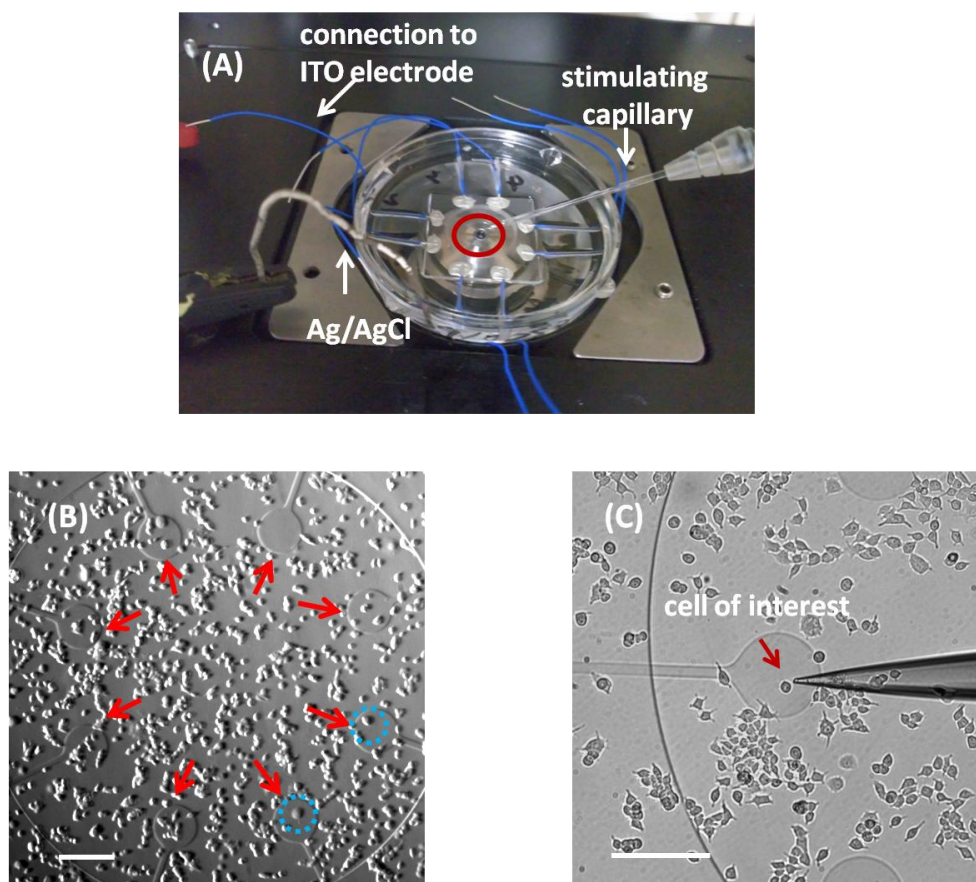 (A)
connection to
ITO electrode
stimulating
capillary
Ag/AgCl
(B)
(C)
cell of interest